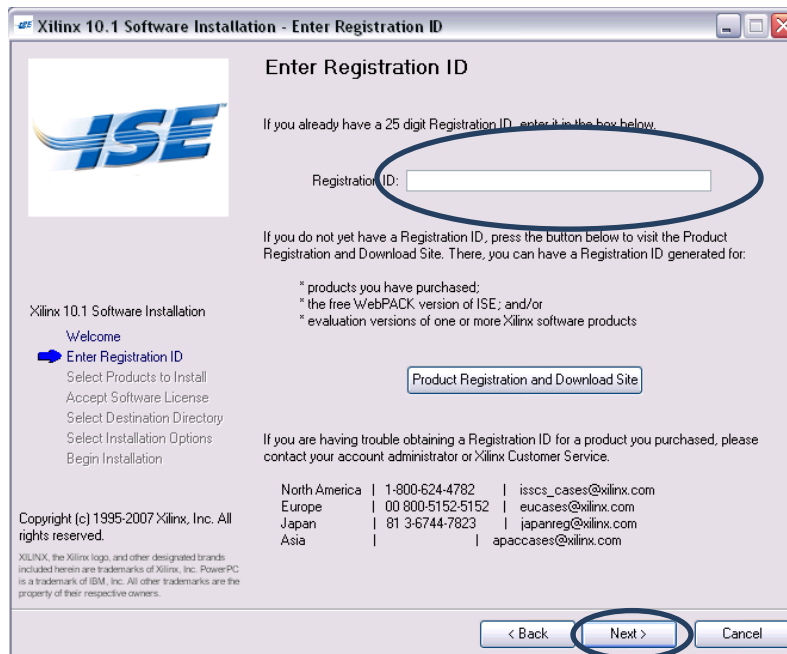 Xilinx 10.1 Software Installation - Enter Registration ID
ISE
Enter Registration ID
If you already have a 25 digit Registration ID, enter it in the box below.
Registration ID:
If you do not yet have a Registration ID, press the button below to visit the Product
Registration and Download Site. There, you can have a Registration ID generated for:
* products you have purchased;
* the free WebPACK version of ISE; and/or
* evaluation versions of one or more Xilinx software products
Product Registration and Download Site
If you are having trouble obtaining a Registration ID for a product you purchased, please
contact your account administrator or Xilinx Customer Service.
North America | 1-800-624-4782 | isscs_cases@xilinx.com
Europe | 00 800-5152-5152 | eucases@xilinx.com
Japan | 81 3-6744-7823 | japanreg@xilinx.com
Asia | | apaccases@xilinx.com
Xilinx 10.1 Software Installation
Welcome
Enter Registration ID
Select Products to Install
Accept Software License
Select Destination Directory
Select Installation Options
Begin Installation
Copyright (c) 1995-2007 Xilinx, Inc. All
rights reserved.
XILINX, the Xilinx logo, and other designated brands
included herein are trademarks of Xilinx, Inc. PowerPC
is a trademark of IBM, Inc. All other trademarks are the
property of their respective owners.
< Back
Next >
Cancel